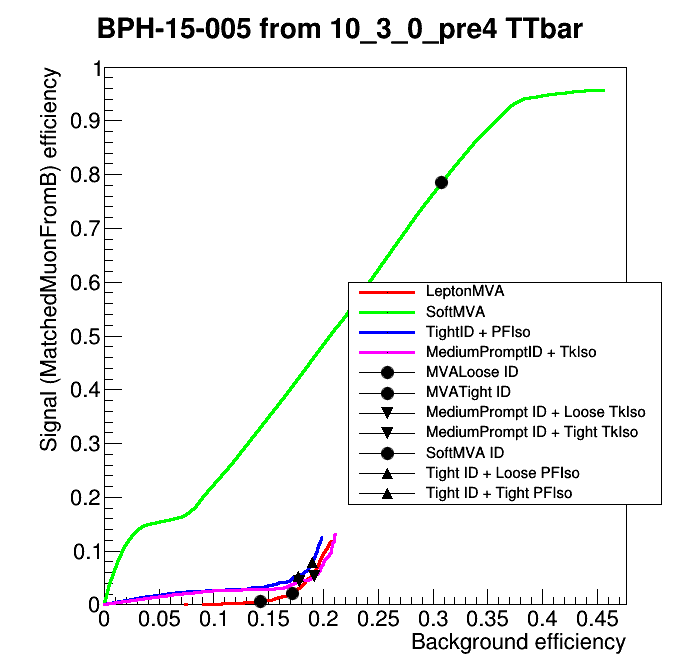 BPH-15-005 from 10_3_0_pre4 TTbar
Signal (MatchedMuonFromB) efficiency
1
0.9
0.8
0.7
0.6
0.5
0.4
0.3
0.2
0.1
0
LeptonMVA
SoftMVA
TightID + PFIso
MediumPromptID + TkIso
MVALoose ID
MVATight ID
MediumPrompt ID + Loose TkIso
MediumPrompt ID + Tight TkIso
SoftMVA ID
Tight ID + Loose PFIso
Tight ID + Tight PFIso
0 0.05 0.1 0.15 0.2 0.25 0.3 0.35 0.4 0.45
Background efficiency